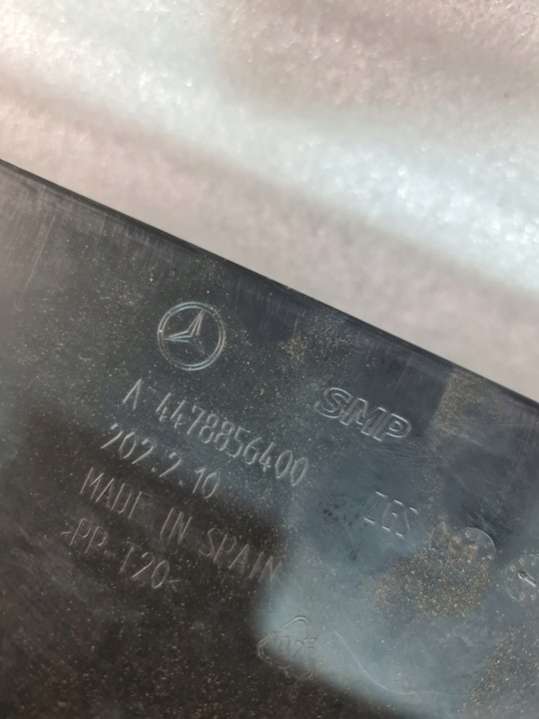 A 4478856400
SMP
202.2.10
MADE IN SPAIN
>PP-T20<